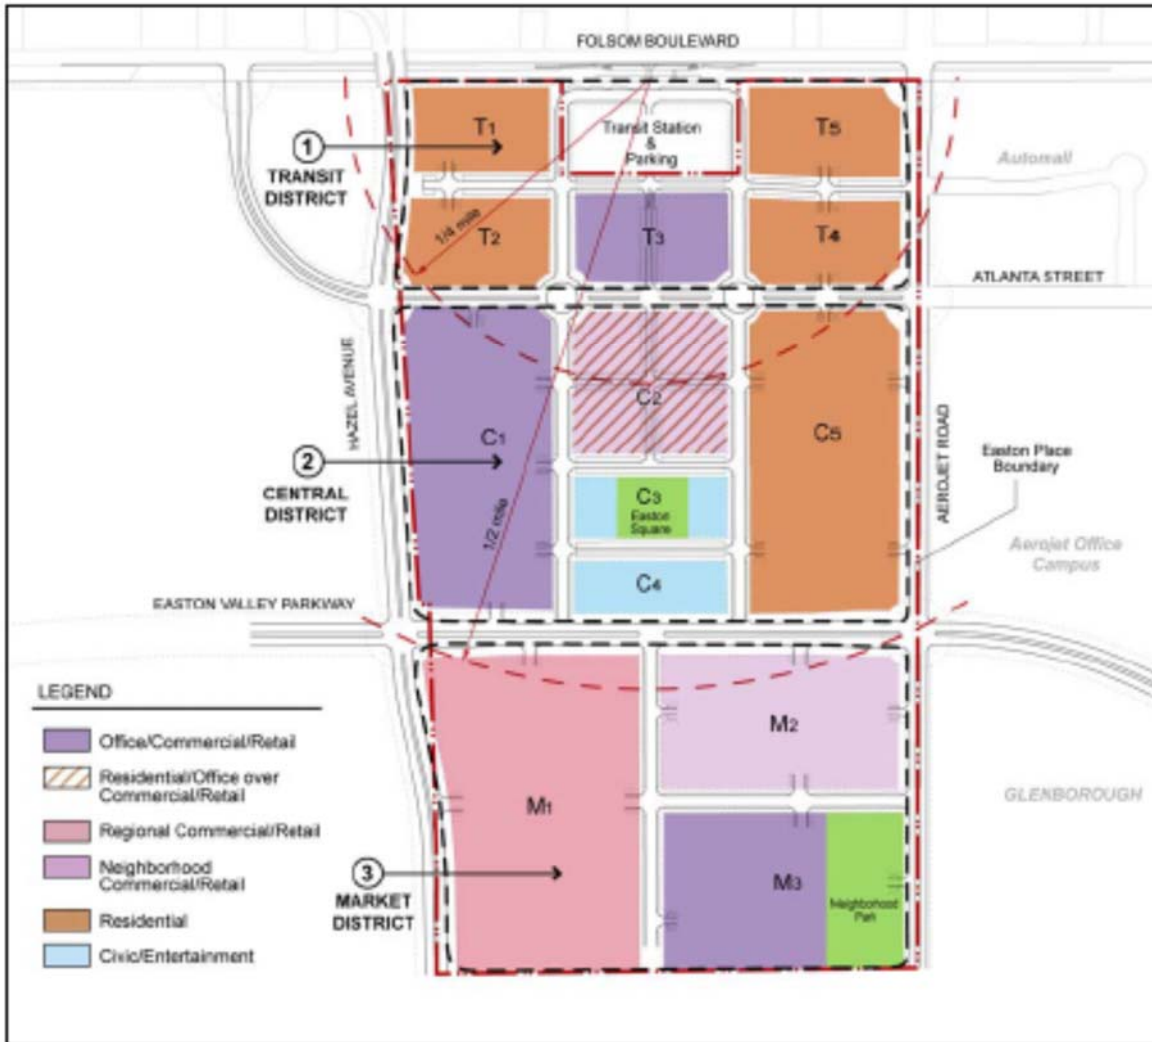 FOLSOM BOULEVARD
T1
Transit Station
&
Parking
T5
Automall
1
TRANSIT
DISTRICT
1/4 mile
T2
T3
T4
ATLANTA STREET
HAZEL AVENUE
C2
C1
C5
AEROJET ROAD
Easton Place
Boundary
2
CENTRAL
DISTRICT
1/2 mile
C3
Easton
Square
Aerojet Office
Campus
C4
EASTON VALLEY PARKWAY
LEGEND
Office/Commercial/Retail
Residential/Office over
Commercial/Retail
Regional Commercial/Retail
Neighborhood
Commercial/Retail
Residential
Civic/Entertainment
M2
M1
GLENBOROUGH
3
MARKET
DISTRICT
M3
Neighborhood
Park